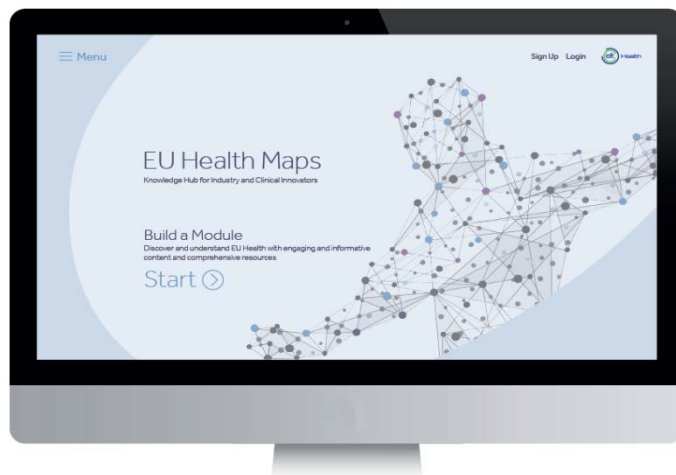 Menu
Sign Up Login eit Health
EU Health Maps
Knowledge Hub for Industry and Clinical Innovators
Build a Module
Discover and understand EU Health with engaging and informative
content and comprehensive resources
Start